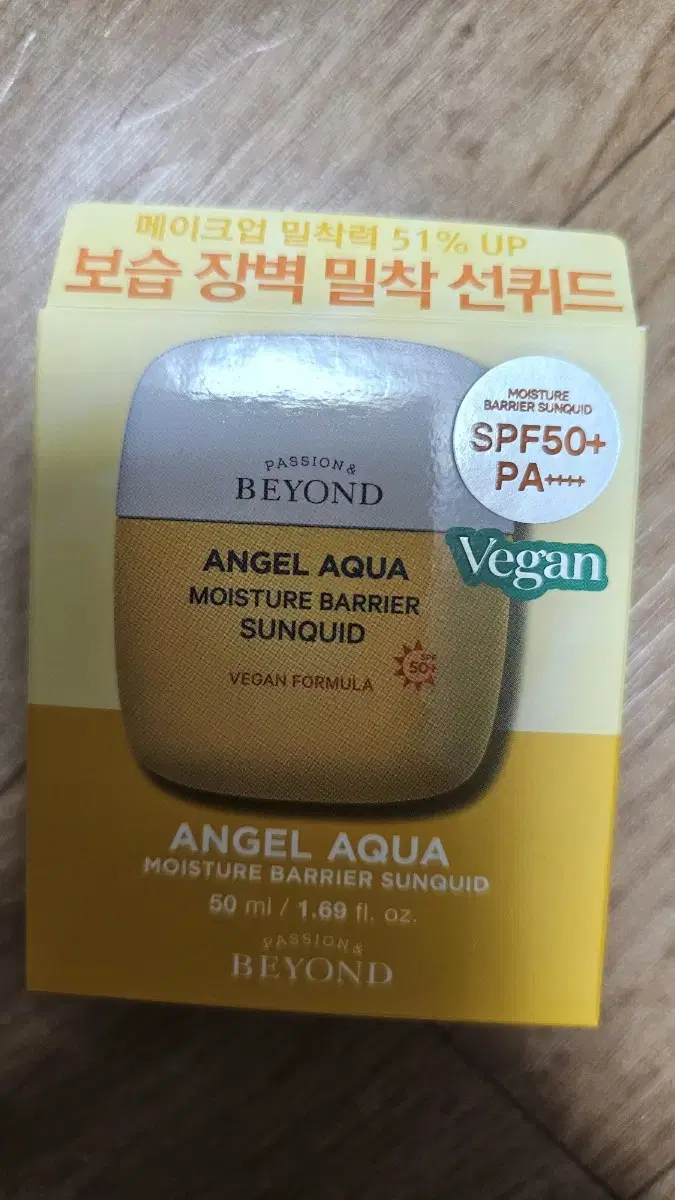 메이크업 밀착력 51% UP
보습 장벽 밀착 선퀴드
MOISTURE
BARRIER SUNQUID
SPF50+
PA++++
Vegan
PASSION &
BEYOND
ANGEL AQUA
MOISTURE BARRIER
SUNQUID
SPF
50+
VEGAN FORMULA
ANGEL AQUA
MOISTURE BARRIER SUNQUID
50 ml / 1.69 fl. oz.
PASSION &
BEYOND